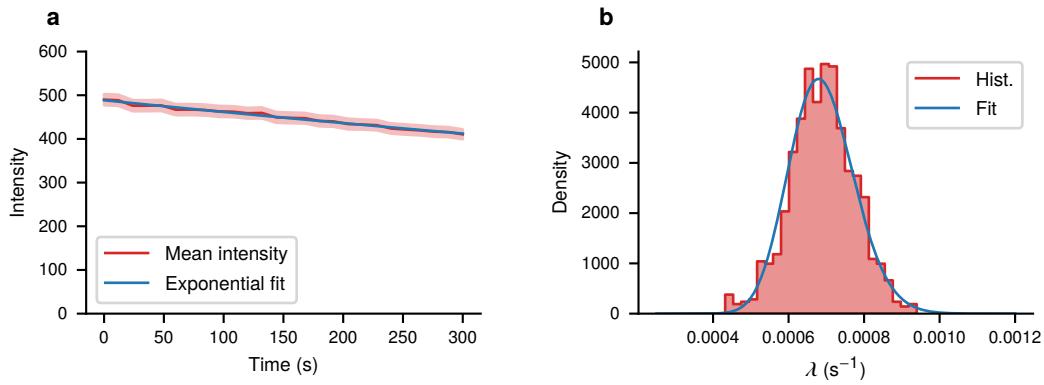 a
600
500
400
300
200
100
0
Intensity
Mean intensity
Exponential fit
0 50 100 150 200 250 300
Time (s)
b
5000
4000
3000
2000
1000
0
Density
Hist.
Fit
0.0004 0.0006 0.0008 0.0010 0.0012
λ (s⁻¹)